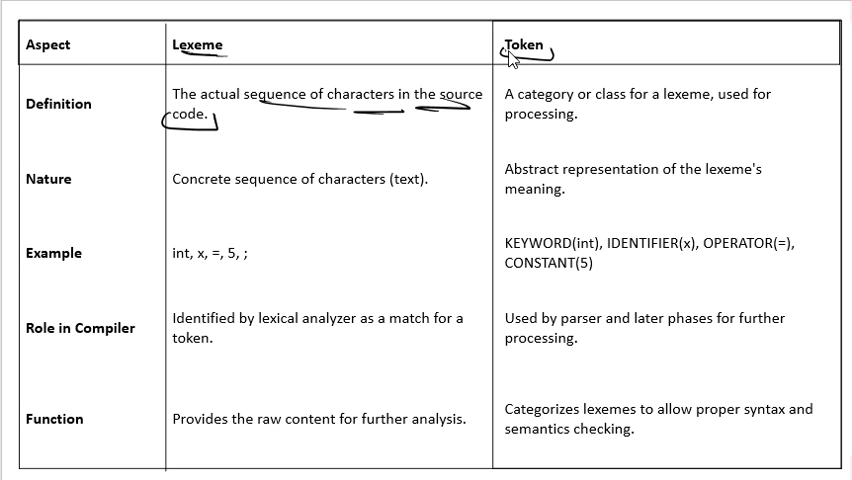 Aspect
Lexeme
Token
Definition
The actual sequence of characters in the source
code.
A category or class for a lexeme, used for
processing.
Nature
Concrete sequence of characters (text).
Abstract representation of the lexeme's
meaning.
Example
int, x, =, 5, ;
KEYWORD(int), IDENTIFIER(x), OPERATOR(=),
CONSTANT(5)
Role in Compiler
Identified by lexical analyzer as a match for a
token.
Used by parser and later phases for further
processing.
Function
Provides the raw content for further analysis.
Categorizes lexemes to allow proper syntax and
semantics checking.